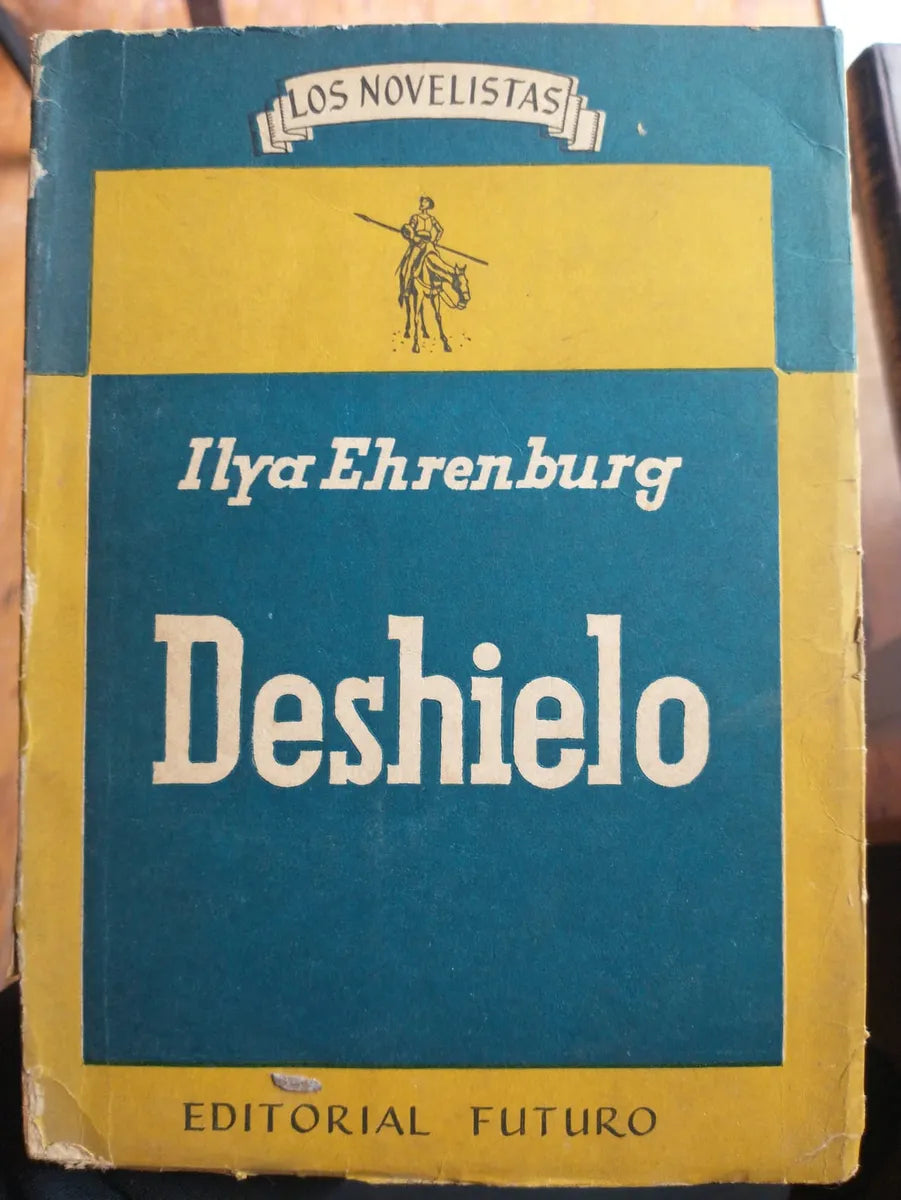 LOS NOVELISTAS
Ilya Ehrenburg
Deshielo
EDITORIAL FUTURO